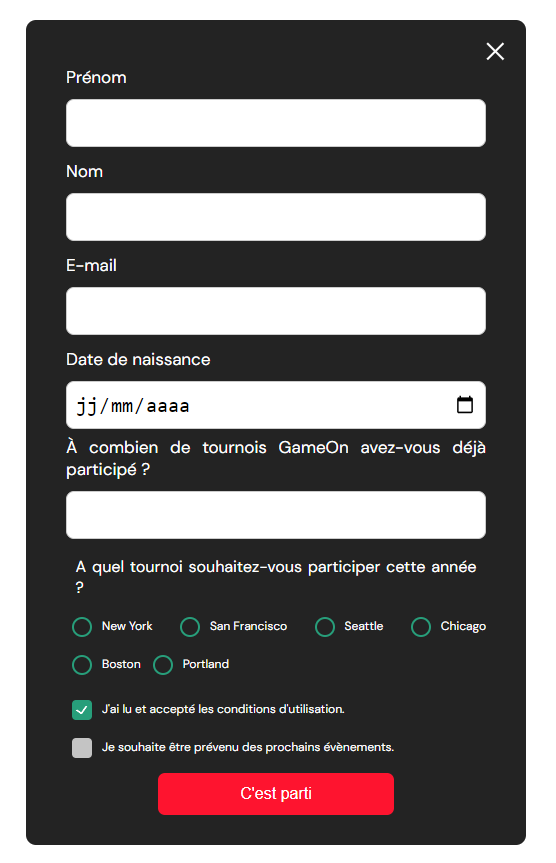 Prénom
Nom
E-mail
Date de naissance
jj/mm/aaaa
À combien de tournois GameOn avez-vous déjà
participé ?
A quel tournoi souhaitez-vous participer cette année
?
New York San Francisco Seattle Chicago
Boston Portland
J'ai lu et accepté les conditions d'utilisation.
Je souhaite être prévenu des prochains évènements.
C'est parti